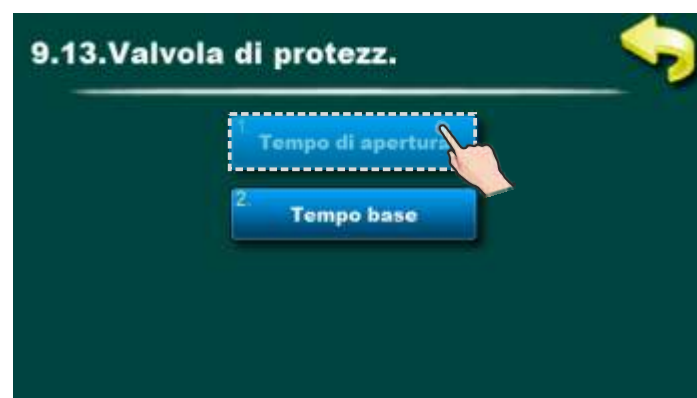 9.13.Valvola di protezz.
1.
Tempo di apertura
2.
Tempo base